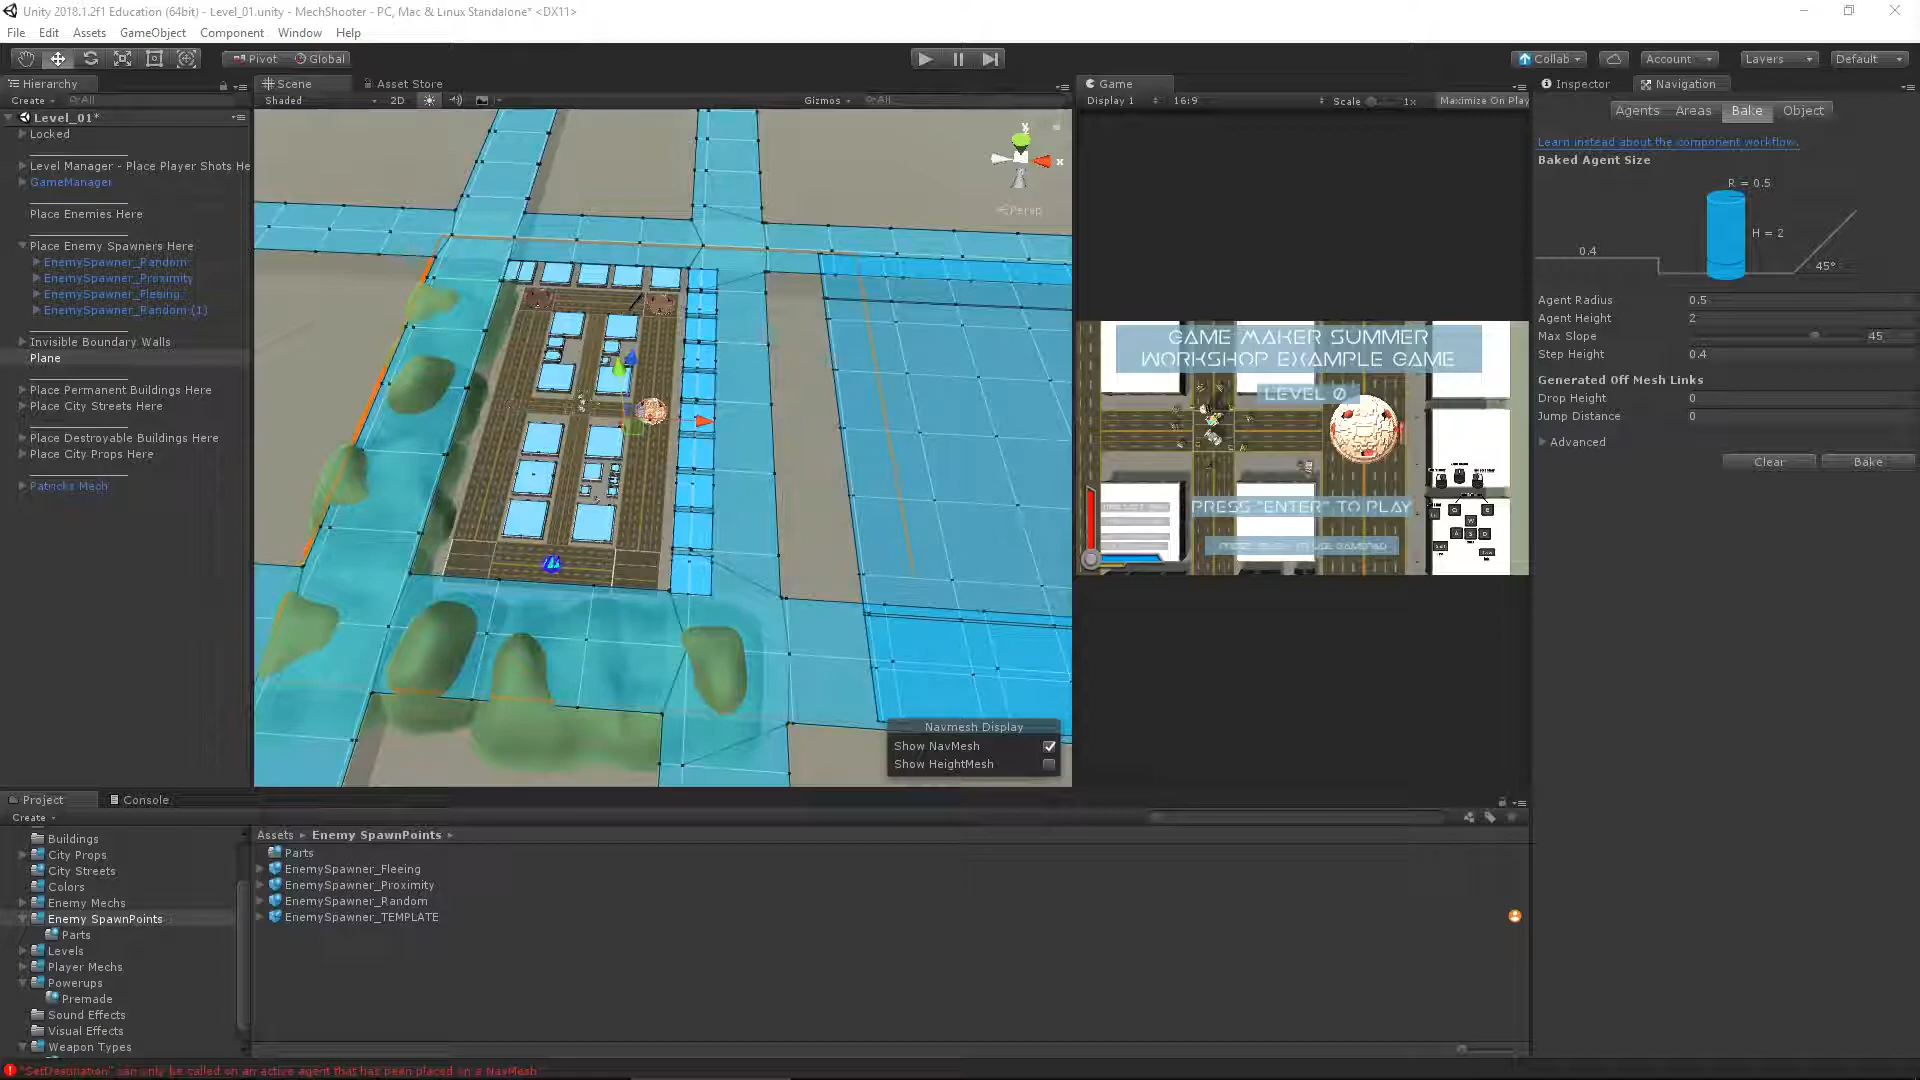 Unity 2018.1.2f1 Education (64bit) - Level_01.unity - MechShooter - PC, Mac & Linux Standalone* <DX11>
File Edit Assets GameObject Component Window Help
Pivot Global Collab Account Layers Default
Hierarchy
Create All
Level_01*
Locked
Level Manager - Place Player Shots He
GameManager
Place Enemies Here
Place Enemy Spawners Here
EnemySpawner_Random
EnemySpawner_Proximity
EnemySpawner_Fleeing
EnemySpawner_Random (1)
Invisible Boundary Walls
Plane
Place Permanent Buildings Here
Place City Streets Here
Place Destroyable Buildings Here
Place City Props Here
Patricks Mech
Scene Asset Store
Shaded 2D Gizmos All
y
x
Persp
Navmesh Display
Show NavMesh
Show HeightMesh
Game
Display 1 16:9 Scale 1x Maximize On Play
GAME MAKER SUMMER
WORKSHOP EXAMPLE GAME
LEVEL 0
PRESS "ENTER" TO PLAY
Inspector Navigation
Agents Areas Bake Object
Learn instead about the component workflow.
Baked Agent Size
R = 0.5
H = 2
0.4
45°
Agent Radius 0.5
Agent Height 2
Max Slope 45
Step Height 0.4
Generated Off Mesh Links
Drop Height 0
Jump Distance 0
Advanced
Clear Bake
Project Console
Create
Buildings
City Props
City Streets
Colors
Enemy Mechs
Enemy SpawnPoints
Parts
Levels
Player Mechs
Powerups
Premade
Sound Effects
Visual Effects
Weapon Types
Assets Enemy SpawnPoints
Parts
EnemySpawner_Fleeing
EnemySpawner_Proximity
EnemySpawner_Random
EnemySpawner_TEMPLATE
"SetDestination" can only be called on an active agent that has been placed on a NavMesh